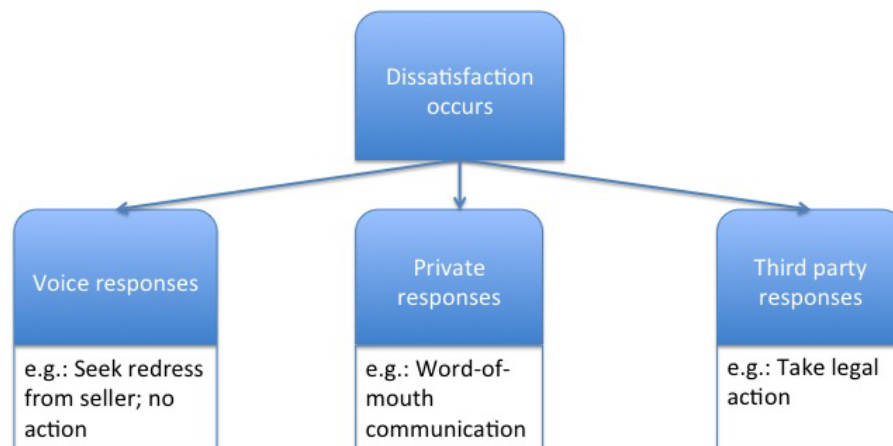 Dissatisfaction
occurs
Voice responses
e.g.: Seek redress
from seller; no
action
Private
responses
e.g.: Word-of-
mouth
communication
Third party
responses
e.g.: Take legal
action